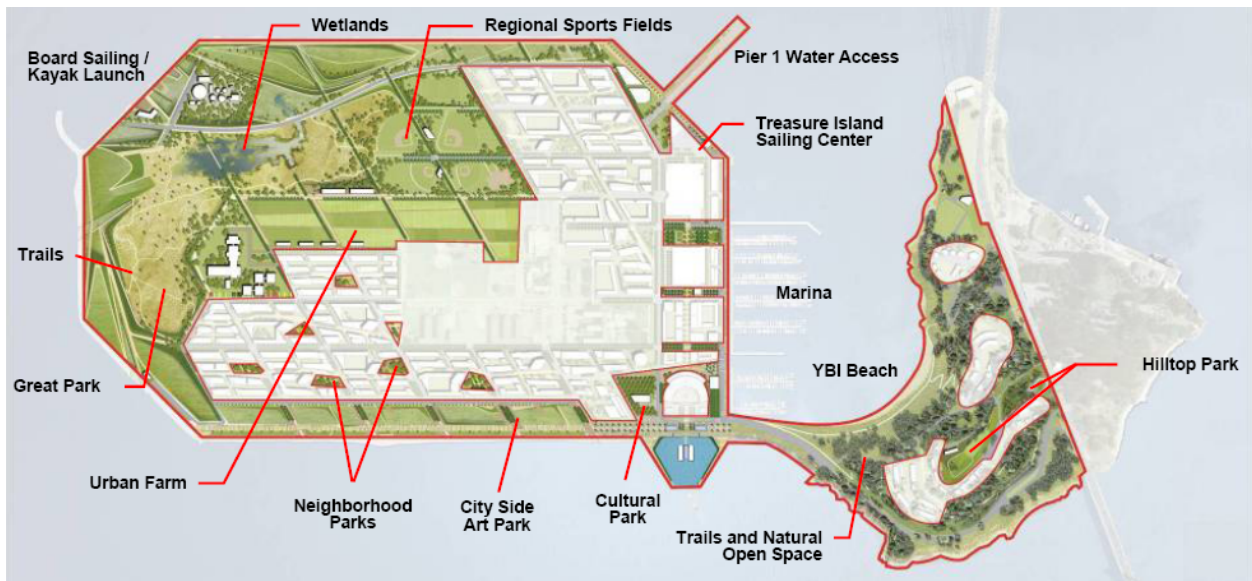 Wetlands
Regional Sports Fields
Board Sailing /
Kayak Launch
Pier 1 Water Access
Treasure Island
Sailing Center
Trails
Marina
Great Park
YBI Beach
Hilltop Park
Urban Farm
Neighborhood
Parks
City Side
Art Park
Cultural
Park
Trails and Natural
Open Space